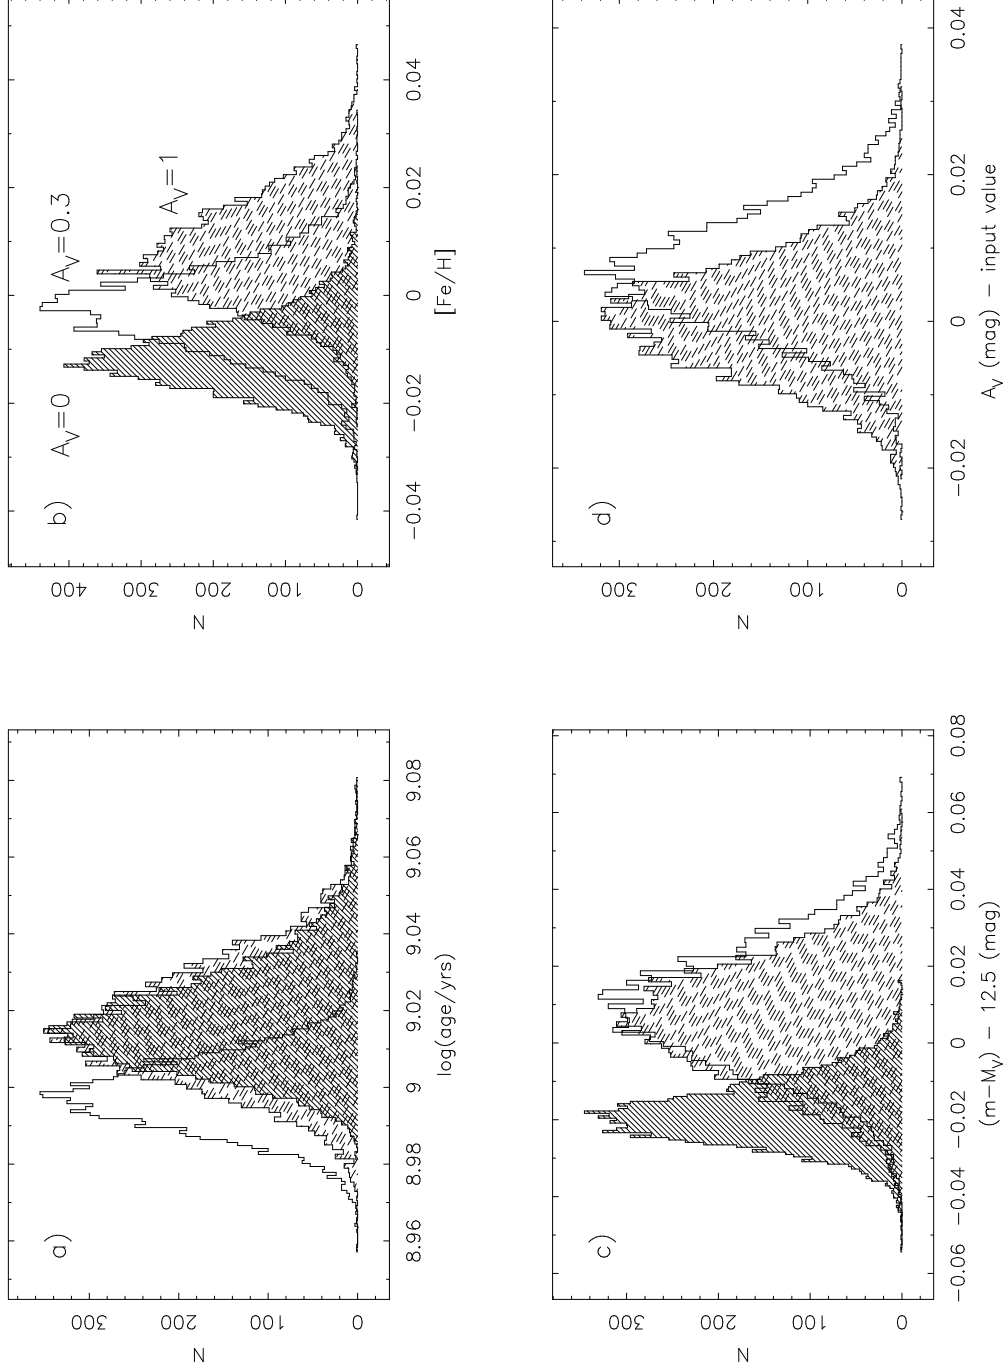 a)
300
200
100
0
N
8.96
8.98
9
9.02
9.04
9.06
9.08
log(age/yrs)
b)
A_V=0
A_V=0.3
A_V=1
400
300
200
100
0
N
−0.04
−0.02
0
0.02
0.04
[Fe/H]
c)
300
200
100
0
N
−0.06
−0.04
−0.02
0
0.02
0.04
0.06
0.08
(m−M_V) − 12.5 (mag)
d)
300
200
100
0
N
−0.02
0
0.02
0.04
A_V (mag) − input value